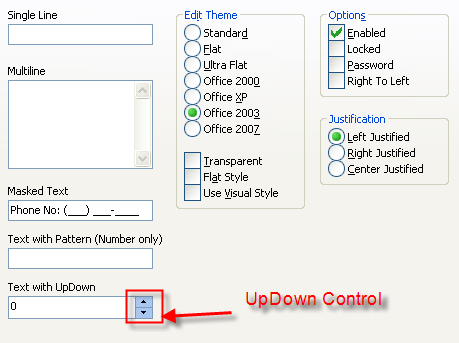 Single Line
Multiline
Masked Text
Phone No: (___) ___-____
Text with Pattern (Number only)
Text with UpDown
0
Edit Theme
Standard
Flat
Ultra Flat
Office 2000
Office XP
Office 2003
Office 2007
Transparent
Flat Style
Use Visual Style
Options
Enabled
Locked
Password
Right To Left
Justification
Left Justified
Right Justified
Center Justified
UpDown Control